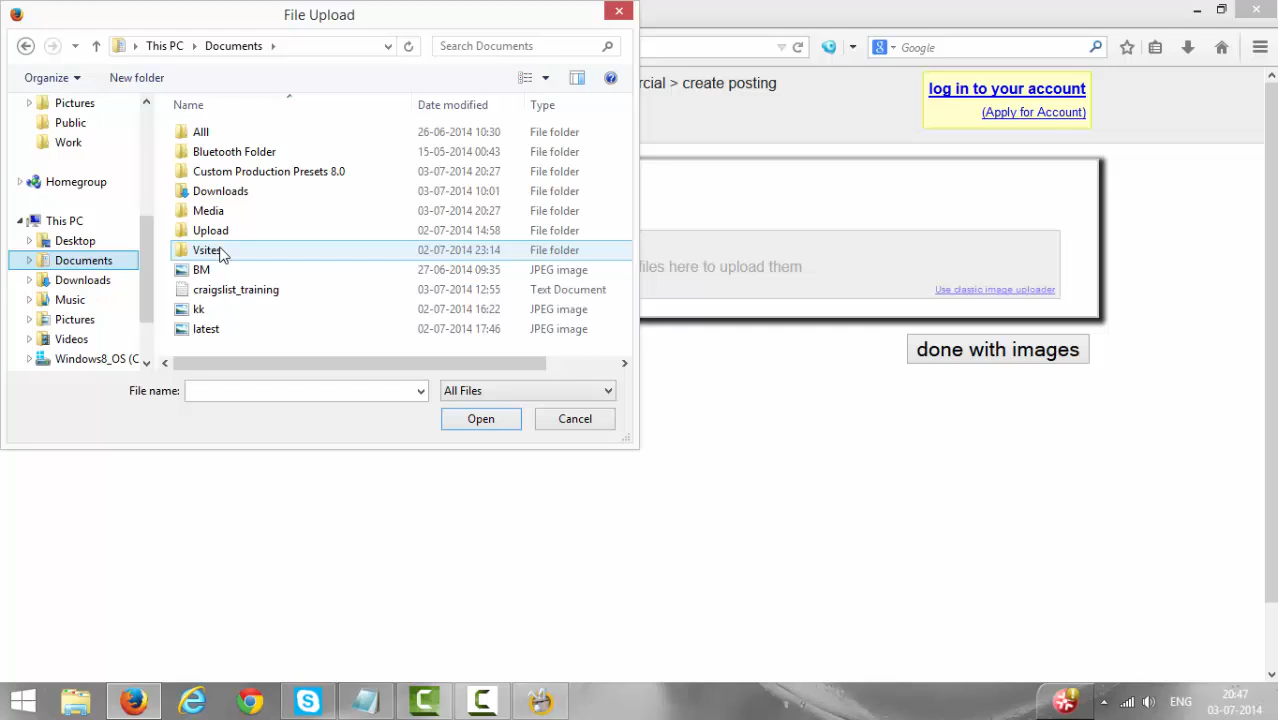 File Upload
This PC Documents
Search Documents
Google
Organize New folder
rcial > create posting
log in to your account
(Apply for Account)
Name Date modified Type
Pictures
Public
Work
Homegroup
This PC
Desktop
Documents
Downloads
Music
Pictures
Videos
Windows8_OS (C
Alll 26-06-2014 10:30 File folder
Bluetooth Folder 15-05-2014 00:43 File folder
Custom Production Presets 8.0 03-07-2014 20:27 File folder
Downloads 03-07-2014 10:01 File folder
Media 03-07-2014 20:27 File folder
Upload 02-07-2014 14:58 File folder
Vsites 02-07-2014 23:14 File folder
BM 27-06-2014 09:35 JPEG image
craigslist_training 03-07-2014 12:55 Text Document
kk 02-07-2014 16:22 JPEG image
latest 02-07-2014 17:46 JPEG image
files here to upload them
Use classic image uploader
done with images
File name: All Files
Open Cancel
ENG
20:47
03-07-2014